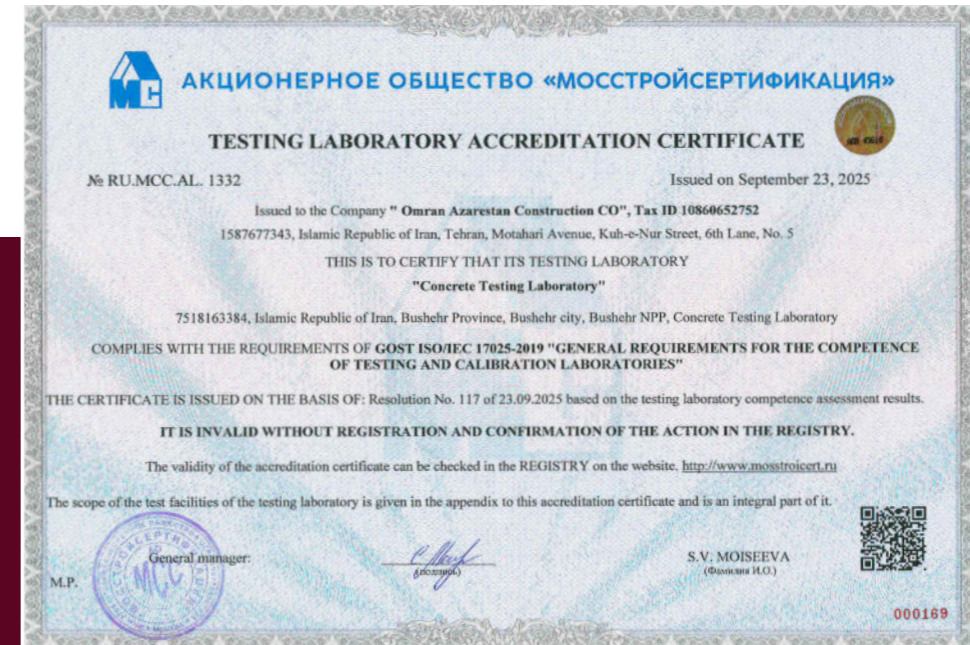 МС
АКЦИОНЕРНОЕ ОБЩЕСТВО «МОССТРОЙСЕРТИФИКАЦИЯ»
TESTING LABORATORY ACCREDITATION CERTIFICATE
№ RU.MCC.AL. 1332
Issued on September 23, 2025
Issued to the Company " Omran Azarestan Construction CO", Tax ID 10860652752
1587677343, Islamic Republic of Iran, Tehran, Motahari Avenue, Kuh-e-Nur Street, 6th Lane, No. 5
THIS IS TO CERTIFY THAT ITS TESTING LABORATORY
"Concrete Testing Laboratory"
7518163384, Islamic Republic of Iran, Bushehr Province, Bushehr city, Bushehr NPP, Concrete Testing Laboratory
COMPLIES WITH THE REQUIREMENTS OF GOST ISO/IEC 17025-2019 "GENERAL REQUIREMENTS FOR THE COMPETENCE
OF TESTING AND CALIBRATION LABORATORIES"
THE CERTIFICATE IS ISSUED ON THE BASIS OF: Resolution No. 117 of 23.09.2025 based on the testing laboratory competence assessment results.
IT IS INVALID WITHOUT REGISTRATION AND CONFIRMATION OF THE ACTION IN THE REGISTRY.
The validity of the accreditation certificate can be checked in the REGISTRY on the website. http://www.mosstroicert.ru
The scope of the test facilities of the testing laboratory is given in the appendix to this accreditation certificate and is an integral part of it.
General manager:
(подпись)
S.V. MOISEEVA
(Фамилия И.О.)
M.P.
МСС
000169